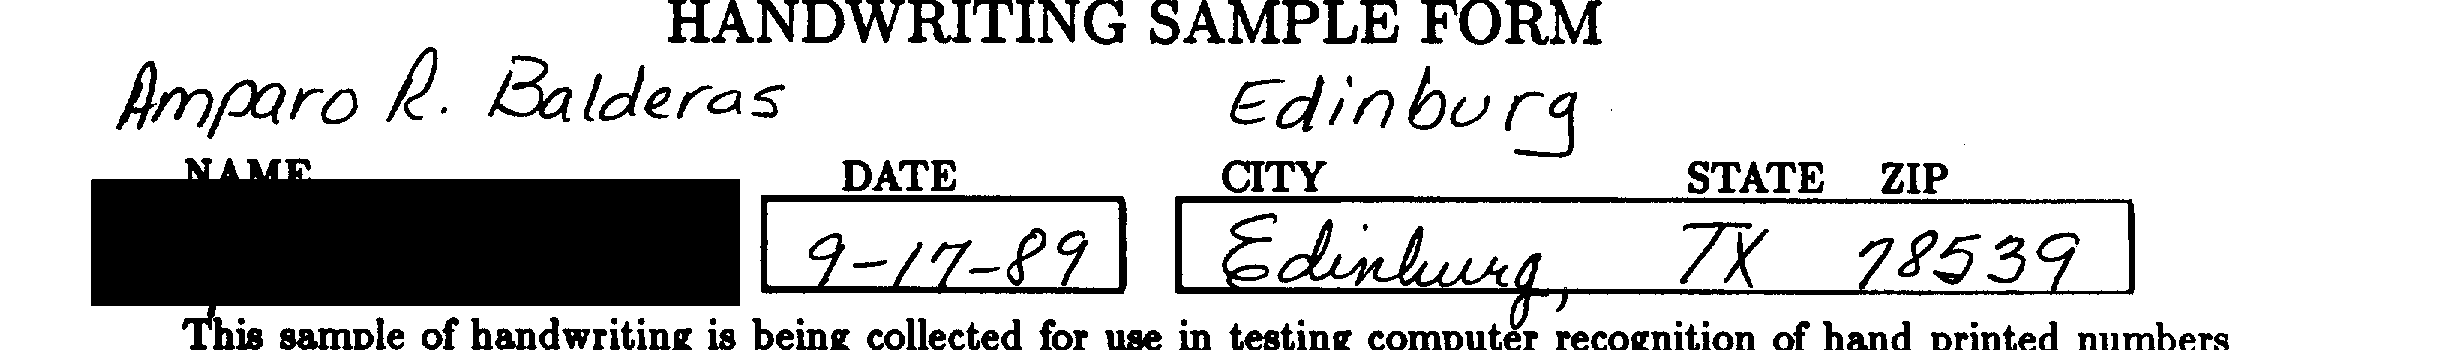 HANDWRITING SAMPLE FORM
Amparo R. Balderas Edinburg
NAME DATE CITY STATE ZIP
9-17-89 Edinburg, TX 78539
This sample of handwriting is being collected for use in testing computer recognition of hand printed numbers